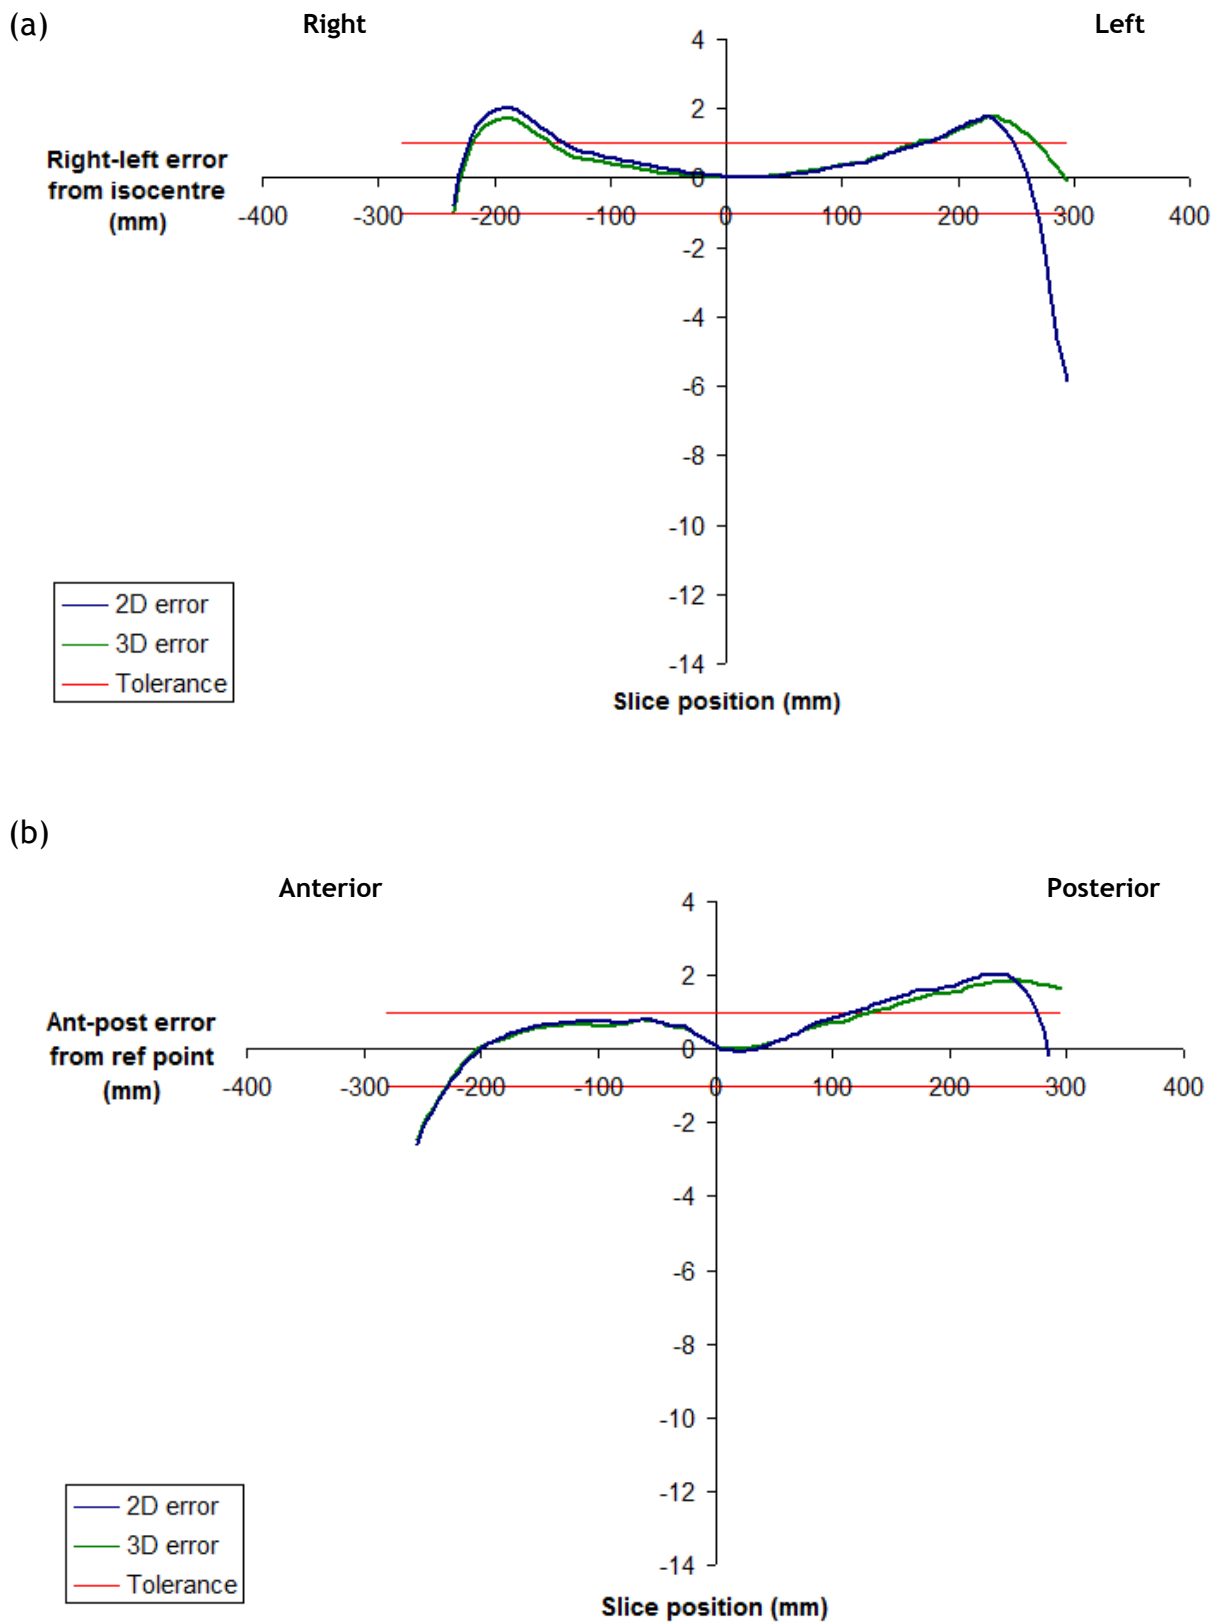 (a)
Right
Left
4
2
0
-2
-4
-6
-8
-10
-12
-14
-400
-300
-200
-100
0
100
200
300
400
Right-left error
from isocentre
(mm)
2D error
3D error
Tolerance
Slice position (mm)
(b)
Anterior
Posterior
4
2
0
-2
-4
-6
-8
-10
-12
-14
-400
-300
-200
-100
0
100
200
300
400
Ant-post error
from ref point
(mm)
2D error
3D error
Tolerance
Slice position (mm)